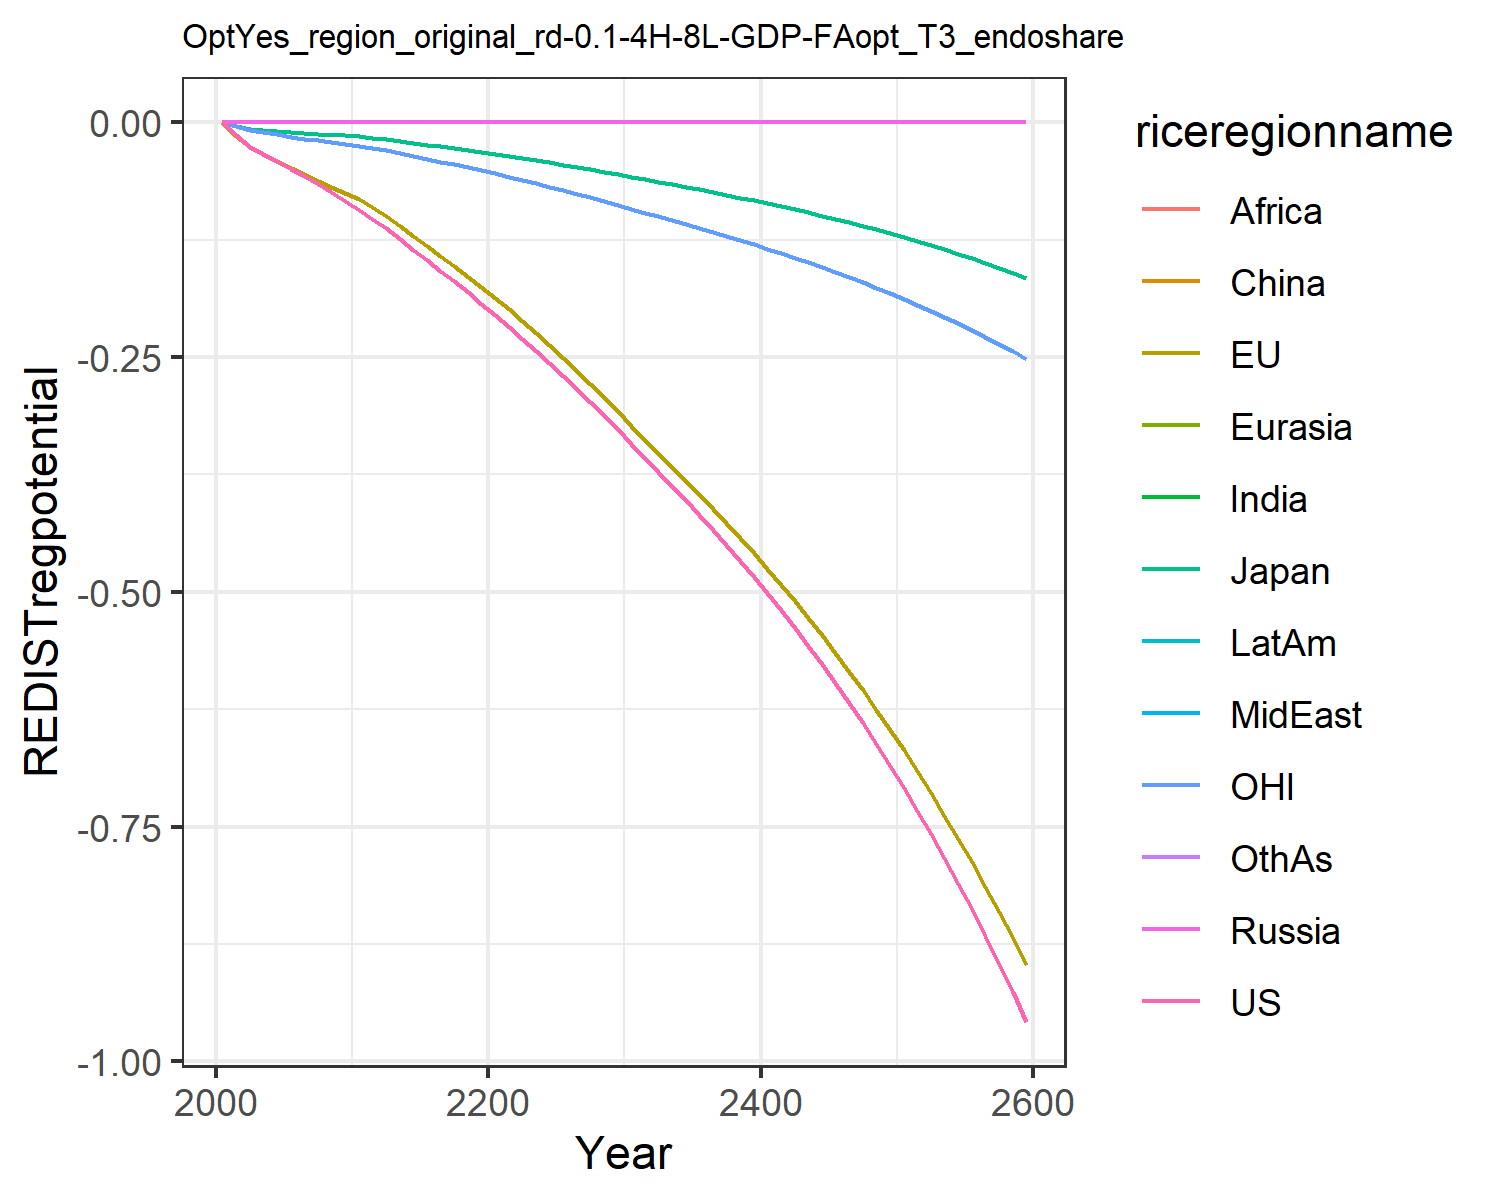 OptYes_region_original_rd-0.1-4H-8L-GDP-FAopt_T3_endoshare
0.00
-0.25
-0.50
-0.75
-1.00
REDISTregpotential
2000 2200 2400 2600
Year
riceregionname
Africa
China
EU
Eurasia
India
Japan
LatAm
MidEast
OHI
OthAs
Russia
US